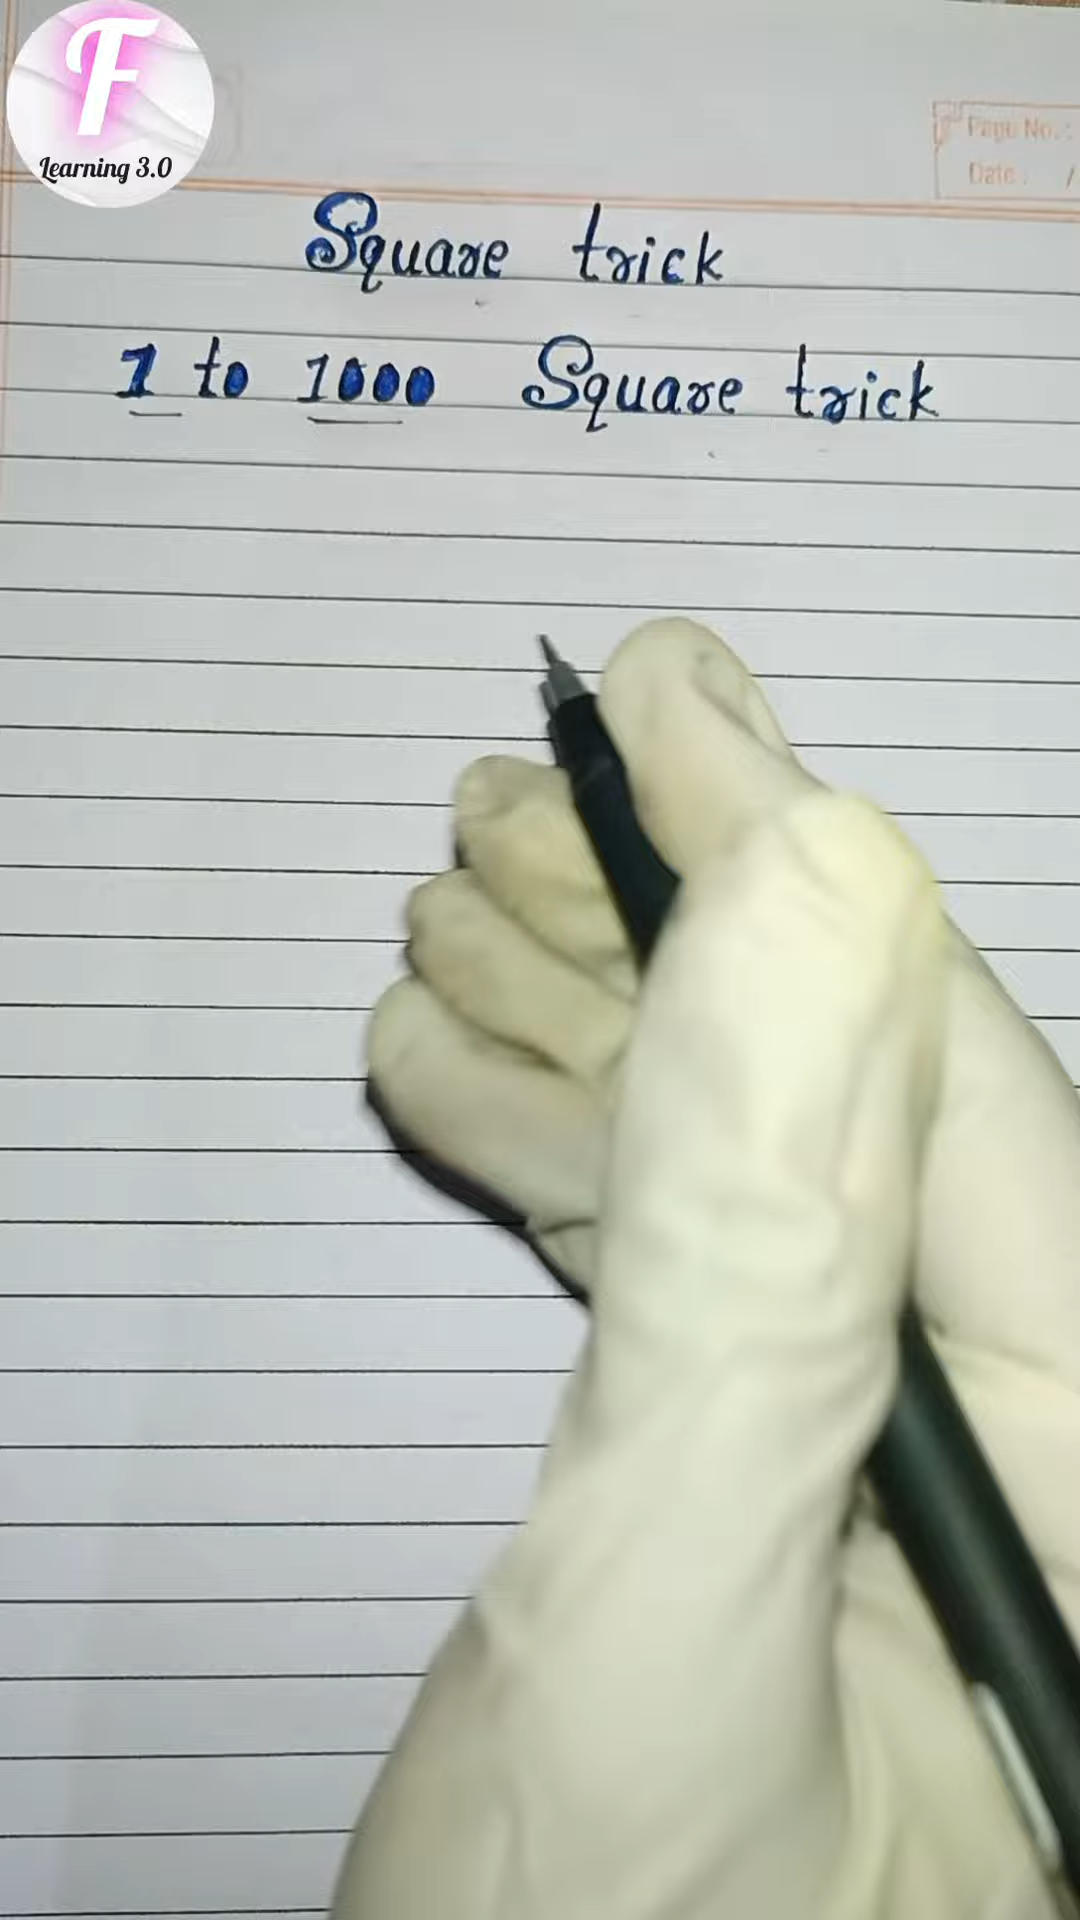 F
Learning 3.0
Page No.:
Date: /
Square trick
1 to 1000 Square trick